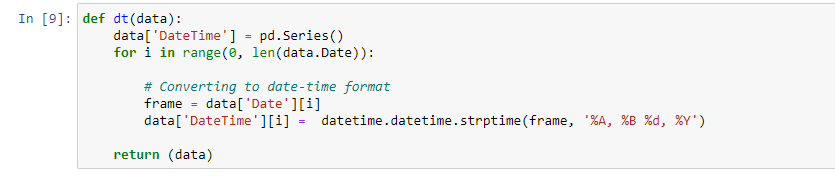 In [9]: def dt(data):
data['DateTime'] = pd.Series()
for i in range(0, len(data.Date)):
# Converting to date-time format
frame = data['Date'][i]
data['DateTime'][i] =  datetime.datetime.strptime(frame, '%A, %B %d, %Y')
return (data)